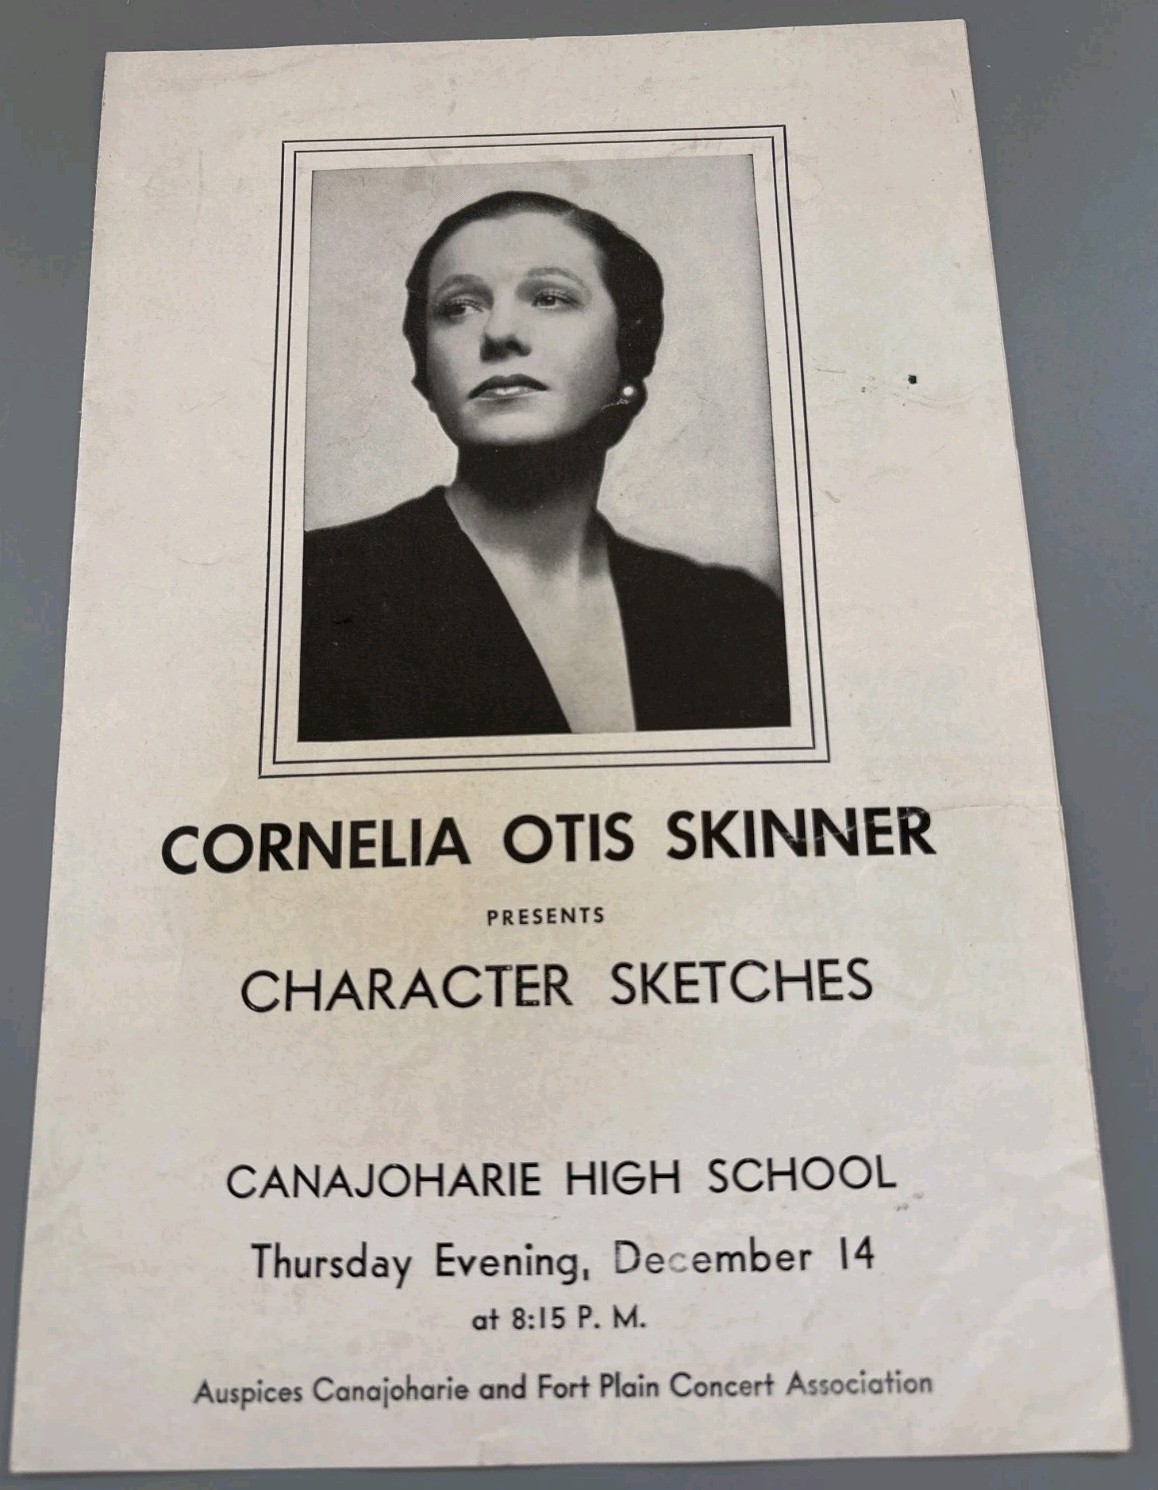 CORNELIA OTIS SKINNER
PRESENTS
CHARACTER SKETCHES
CANAJOHARIE HIGH SCHOOL
Thursday Evening, December 14
at 8:15 P. M.
Auspices Canajoharie and Fort Plain Concert Association